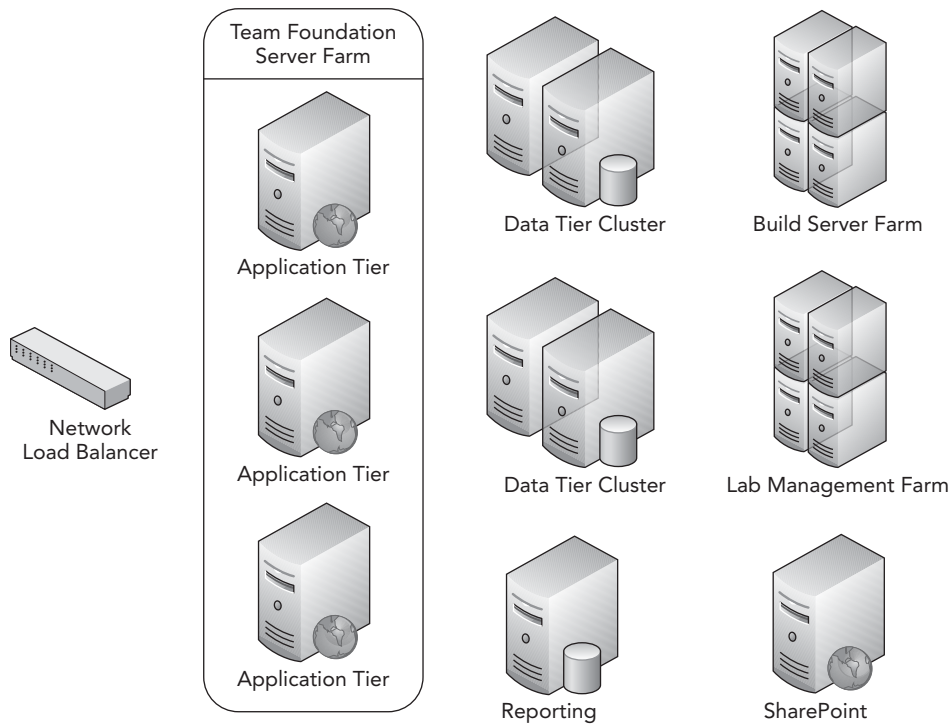 Team Foundation
Server Farm
Application Tier
Data Tier Cluster
Build Server Farm
Network
Load Balancer
Application Tier
Data Tier Cluster
Lab Management Farm
Application Tier
Reporting
SharePoint